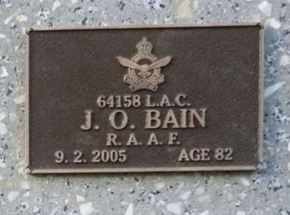 64158 L.A.C.
J. O. BAIN
R. A. A. F.
9. 2. 2005 AGE 82